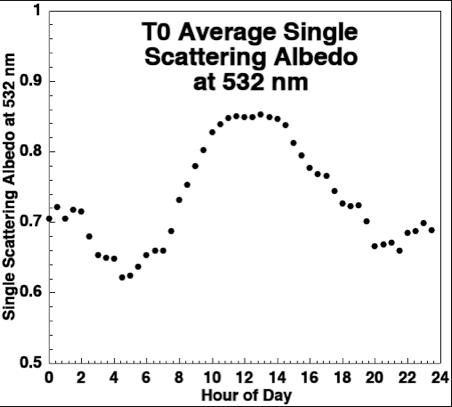 T0 Average Single
Scattering Albedo
at 532 nm
Single Scattering Albedo at 532 nm
1
0.9
0.8
0.7
0.6
0.5
0 2 4 6 8 10 12 14 16 18 20 22 24
Hour of Day